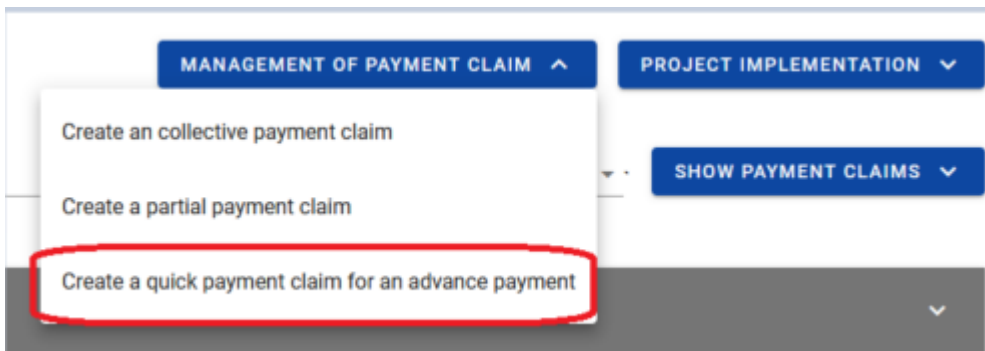 MANAGEMENT OF PAYMENT CLAIM
PROJECT IMPLEMENTATION
Create an collective payment claim
SHOW PAYMENT CLAIMS
Create a partial payment claim
Create a quick payment claim for an advance payment